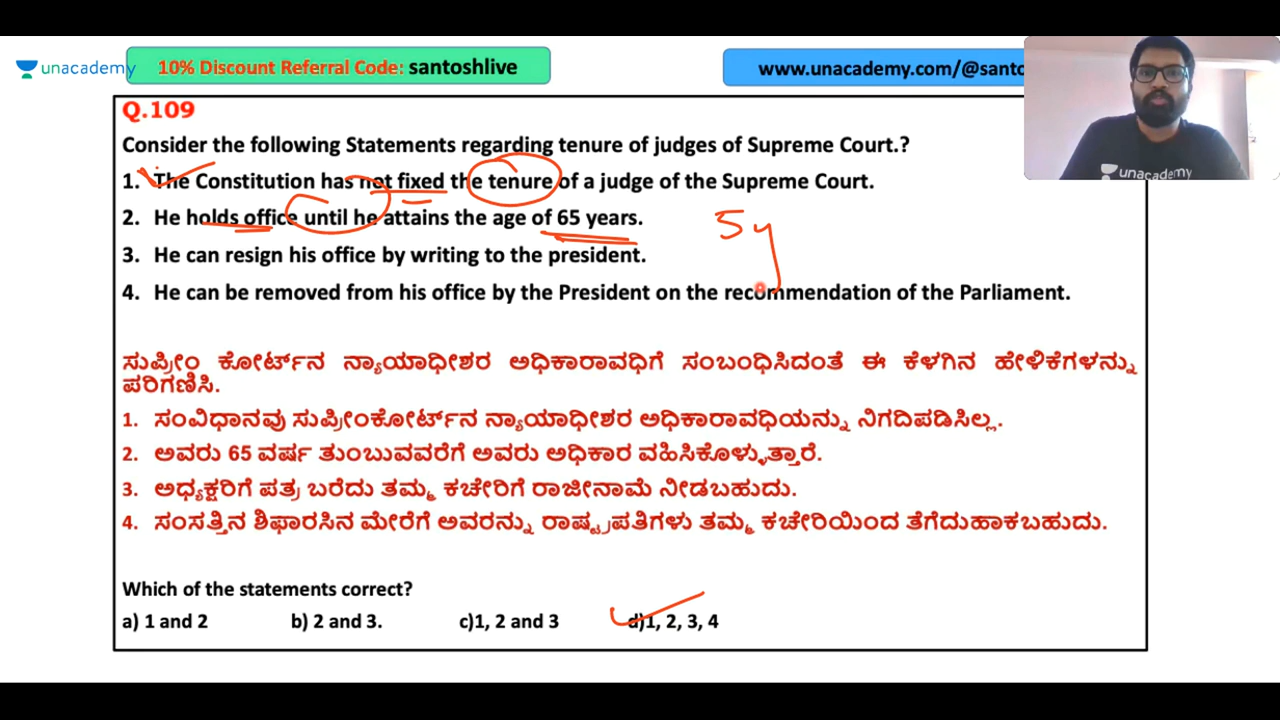 unacademy
10% Discount Referral Code: santoshlive
www.unacademy.com/@santo
unacademy
Q.109
Consider the following Statements regarding tenure of judges of Supreme Court.?
1. The Constitution has not fixed the tenure of a judge of the Supreme Court.
2. He holds office until he attains the age of 65 years.
5y
3. He can resign his office by writing to the president.
4. He can be removed from his office by the President on the recommendation of the Parliament.
ಸುಪ್ರೀಂ ಕೋರ್ಟ್‌ನ ನ್ಯಾಯಾಧೀಶರ ಅಧಿಕಾರಾವಧಿಗೆ ಸಂಬಂಧಿಸಿದಂತೆ ಈ ಕೆಳಗಿನ ಹೇಳಿಕೆಗಳನ್ನು
ಪರಿಗಣಿಸಿ.
1. ಸಂವಿಧಾನವು ಸುಪ್ರೀಂಕೋರ್ಟ್‌ನ ನ್ಯಾಯಾಧೀಶರ ಅಧಿಕಾರಾವಧಿಯನ್ನು ನಿಗದಿಪಡಿಸಿಲ್ಲ.
2. ಅವರು 65 ವರ್ಷ ತುಂಬುವವರೆಗೆ ಅವರು ಅಧಿಕಾರ ವಹಿಸಿಕೊಳ್ಳುತ್ತಾರೆ.
3. ಅಧ್ಯಕ್ಷರಿಗೆ ಪತ್ರ ಬರೆದು ತಮ್ಮ ಕಚೇರಿಗೆ ರಾಜೀನಾಮೆ ನೀಡಬಹುದು.
4. ಸಂಸತ್ತಿನ ಶಿಫಾರಸಿನ ಮೇರೆಗೆ ಅವರನ್ನು ರಾಷ್ಟ್ರಪತಿಗಳು ತಮ್ಮ ಕಚೇರಿಯಿಂದ ತೆಗೆದುಹಾಕಬಹುದು.
Which of the statements correct?
a) 1 and 2 b) 2 and 3. c)1, 2 and 3 d)1, 2, 3, 4